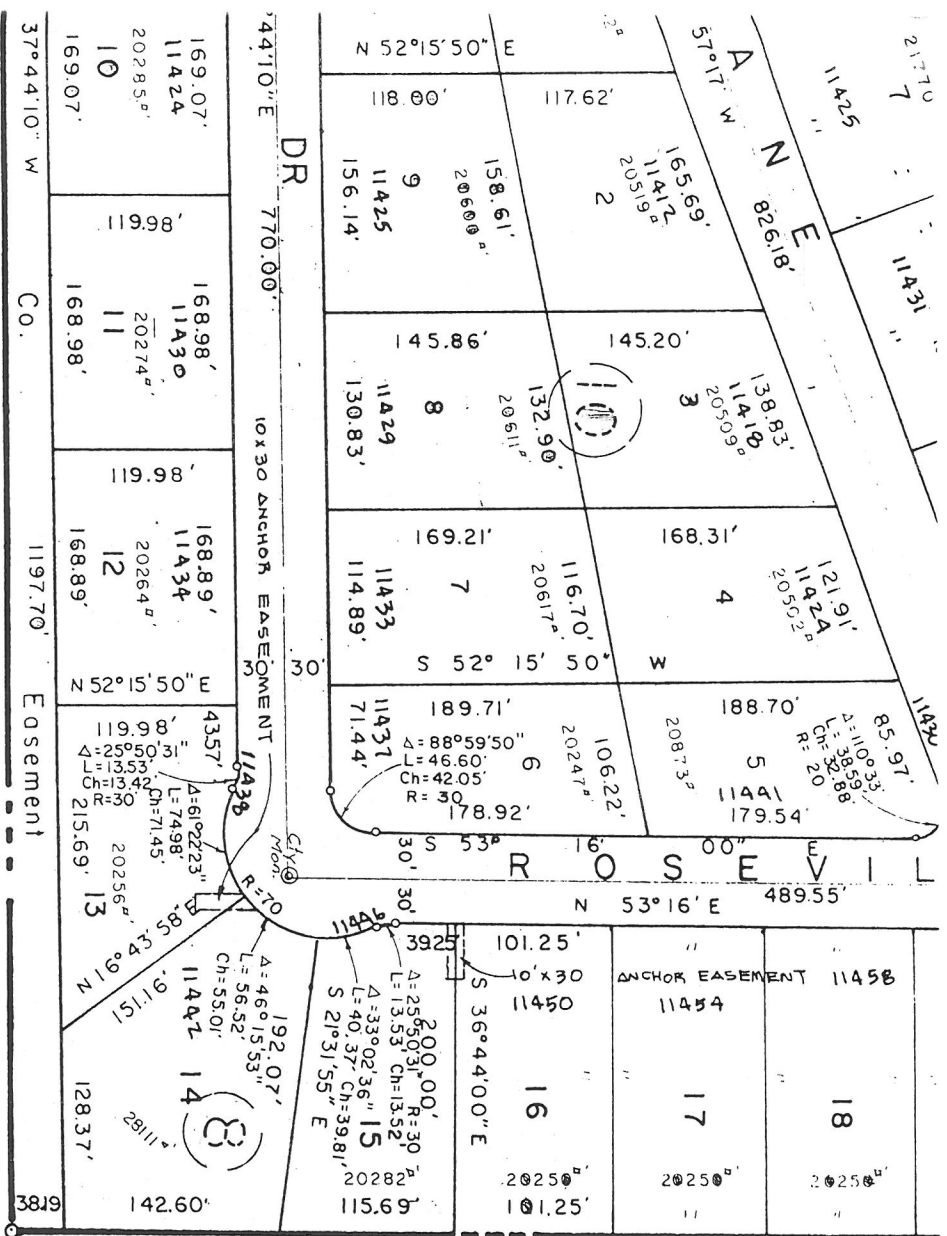 N 52°15'50" E
118.00'
117.62'
9
11425
156.14'
158.61'
20600▫'
165.69'
11412
20519▫
2
A N E
57°17' W
826.18'
21770
7
11425
11431
169.07'
11424
20285▫'
10
169.07'
37°44'10" W
44'10"E
770.00'
DR
119.98'
168.98'
11430
20274▫'
11
168.98'
Co.
145.86'
145.20'
8
11429
130.83'
132.90'
20611▫'
10
138.83'
11418
20509▫
3
119.98'
168.89'
11434
20264▫'
12
168.89'
1197.70'
Easement
10x30 ANCHOR EASEMENT
169.21'
168.31'
7
11433
114.89'
116.70'
20617▫'
121.91'
11424
20502▫
4
S 52° 15' 50" W
30' 30'
N 52°15'50" E
119.98'
43.57'
Δ=25°50'31"
L=13.53'
Ch=13.42'
R=30'
11438
Δ=61°22'23"
L=74.98'
Ch=71.45'
215.69'
20256▫'
13
189.71'
11437
71.44'
Δ=88°59'50"
L=46.60'
Ch=42.05'
R=30
6
106.22'
20247▫'
178.92'
188.70'
85.97'
Δ=110°33'
L=38.59'
Ch=32.88'
R=20
5
20873▫'
11441
179.54'
11430
S 53° 16' 00" E
ROSEVIL
City Mon.
30' 30'
N 53°16' E
489.55'
R=70
11446
39.25
101.25'
"
"
10'x30
ANCHOR EASEMENT
11458
11450
11454
N 16°43'58" E
151.16'
11442
Δ=46°15'53"
L=56.52'
Ch=55.01'
192.07'
14
8
28111▫'
128.37'
200.00'
Δ=25°50'31" R=30
L=13.53' Ch=13.52'
Δ=33°02'36" 15
L=40.37' Ch=39.81'
S 21°31'55" E
20282▫'
S 36°44'00" E
16
"
17
"
18
20250▫'
20250▫'
20250▫'
3819
142.60'
115.69'
101.25'
"
"